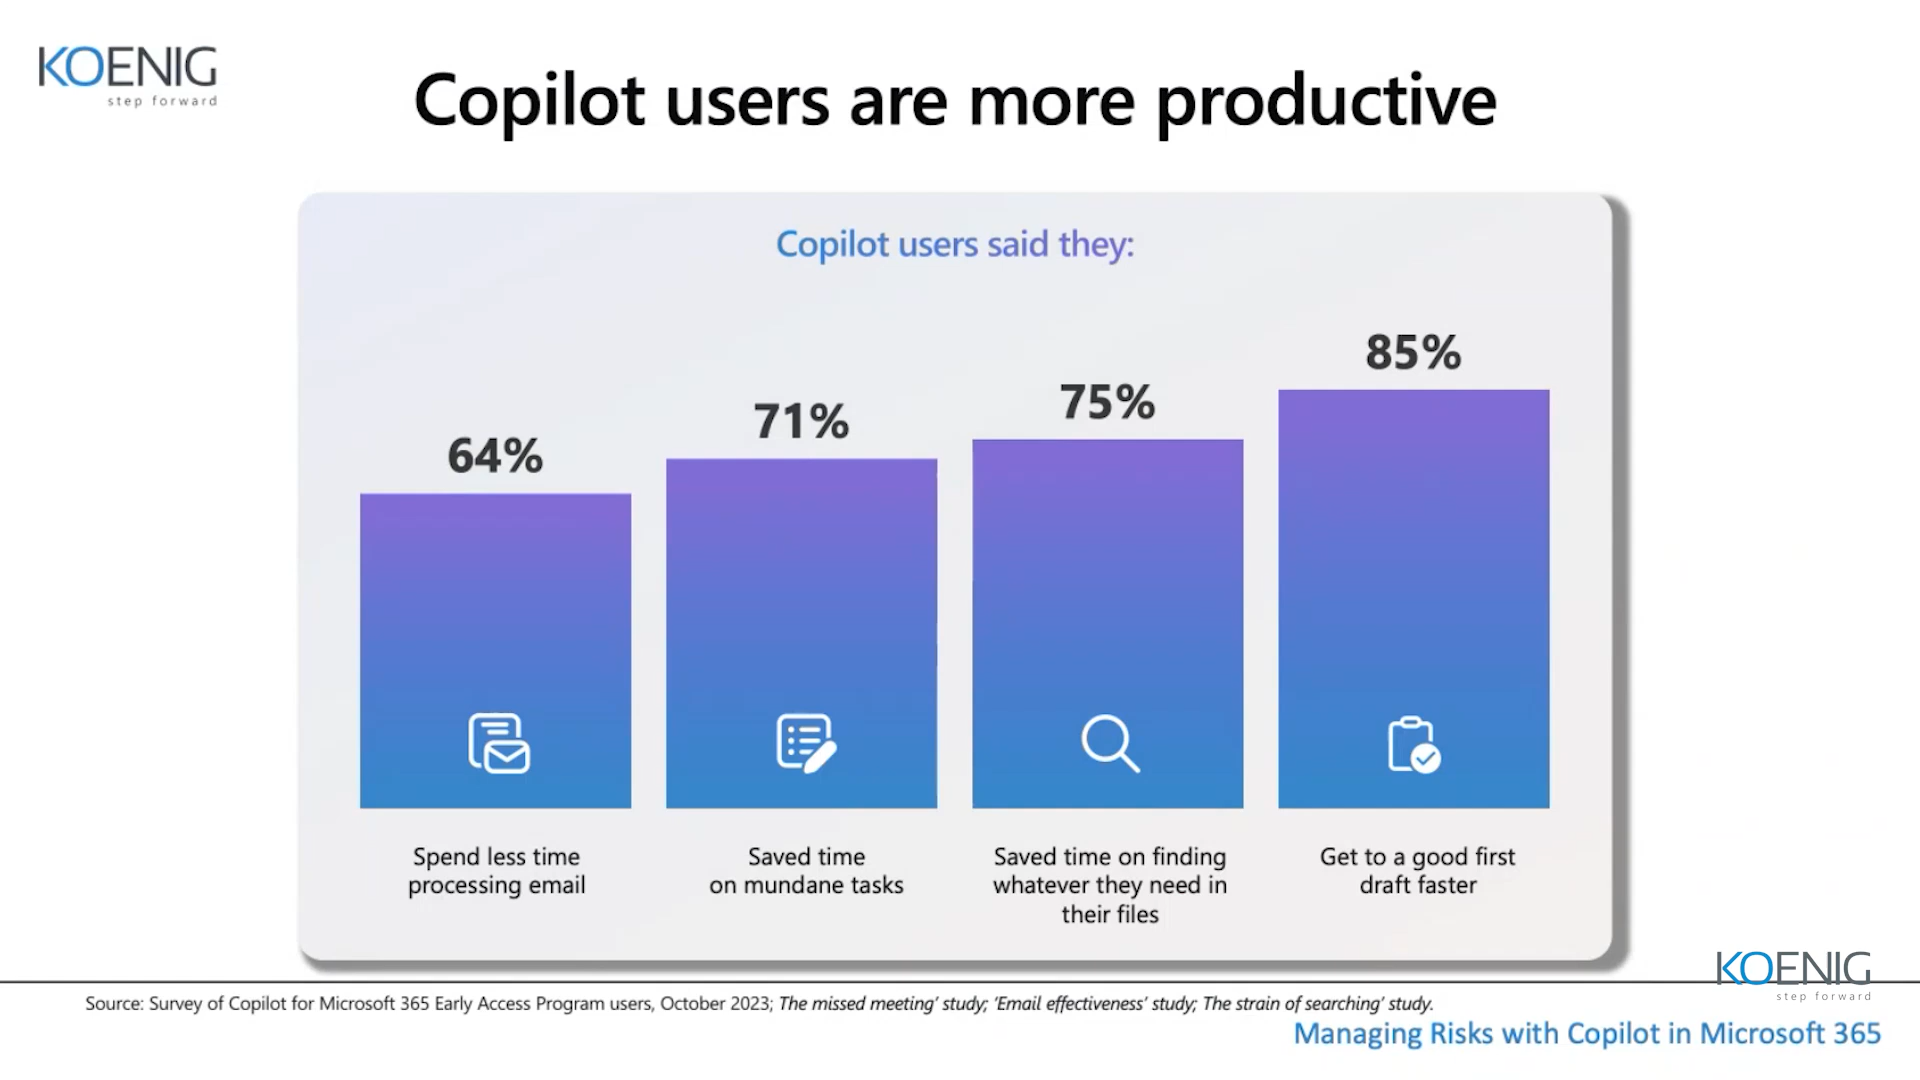 KOENIG
step forward
Copilot users are more productive
Copilot users said they:
64%
71%
75%
85%
Spend less time
processing email
Saved time
on mundane tasks
Saved time on finding
whatever they need in
their files
Get to a good first
draft faster
KOENIG
step forward
Source: Survey of Copilot for Microsoft 365 Early Access Program users, October 2023; The missed meeting' study; 'Email effectiveness' study; The strain of searching' study.
Managing Risks with Copilot in Microsoft 365